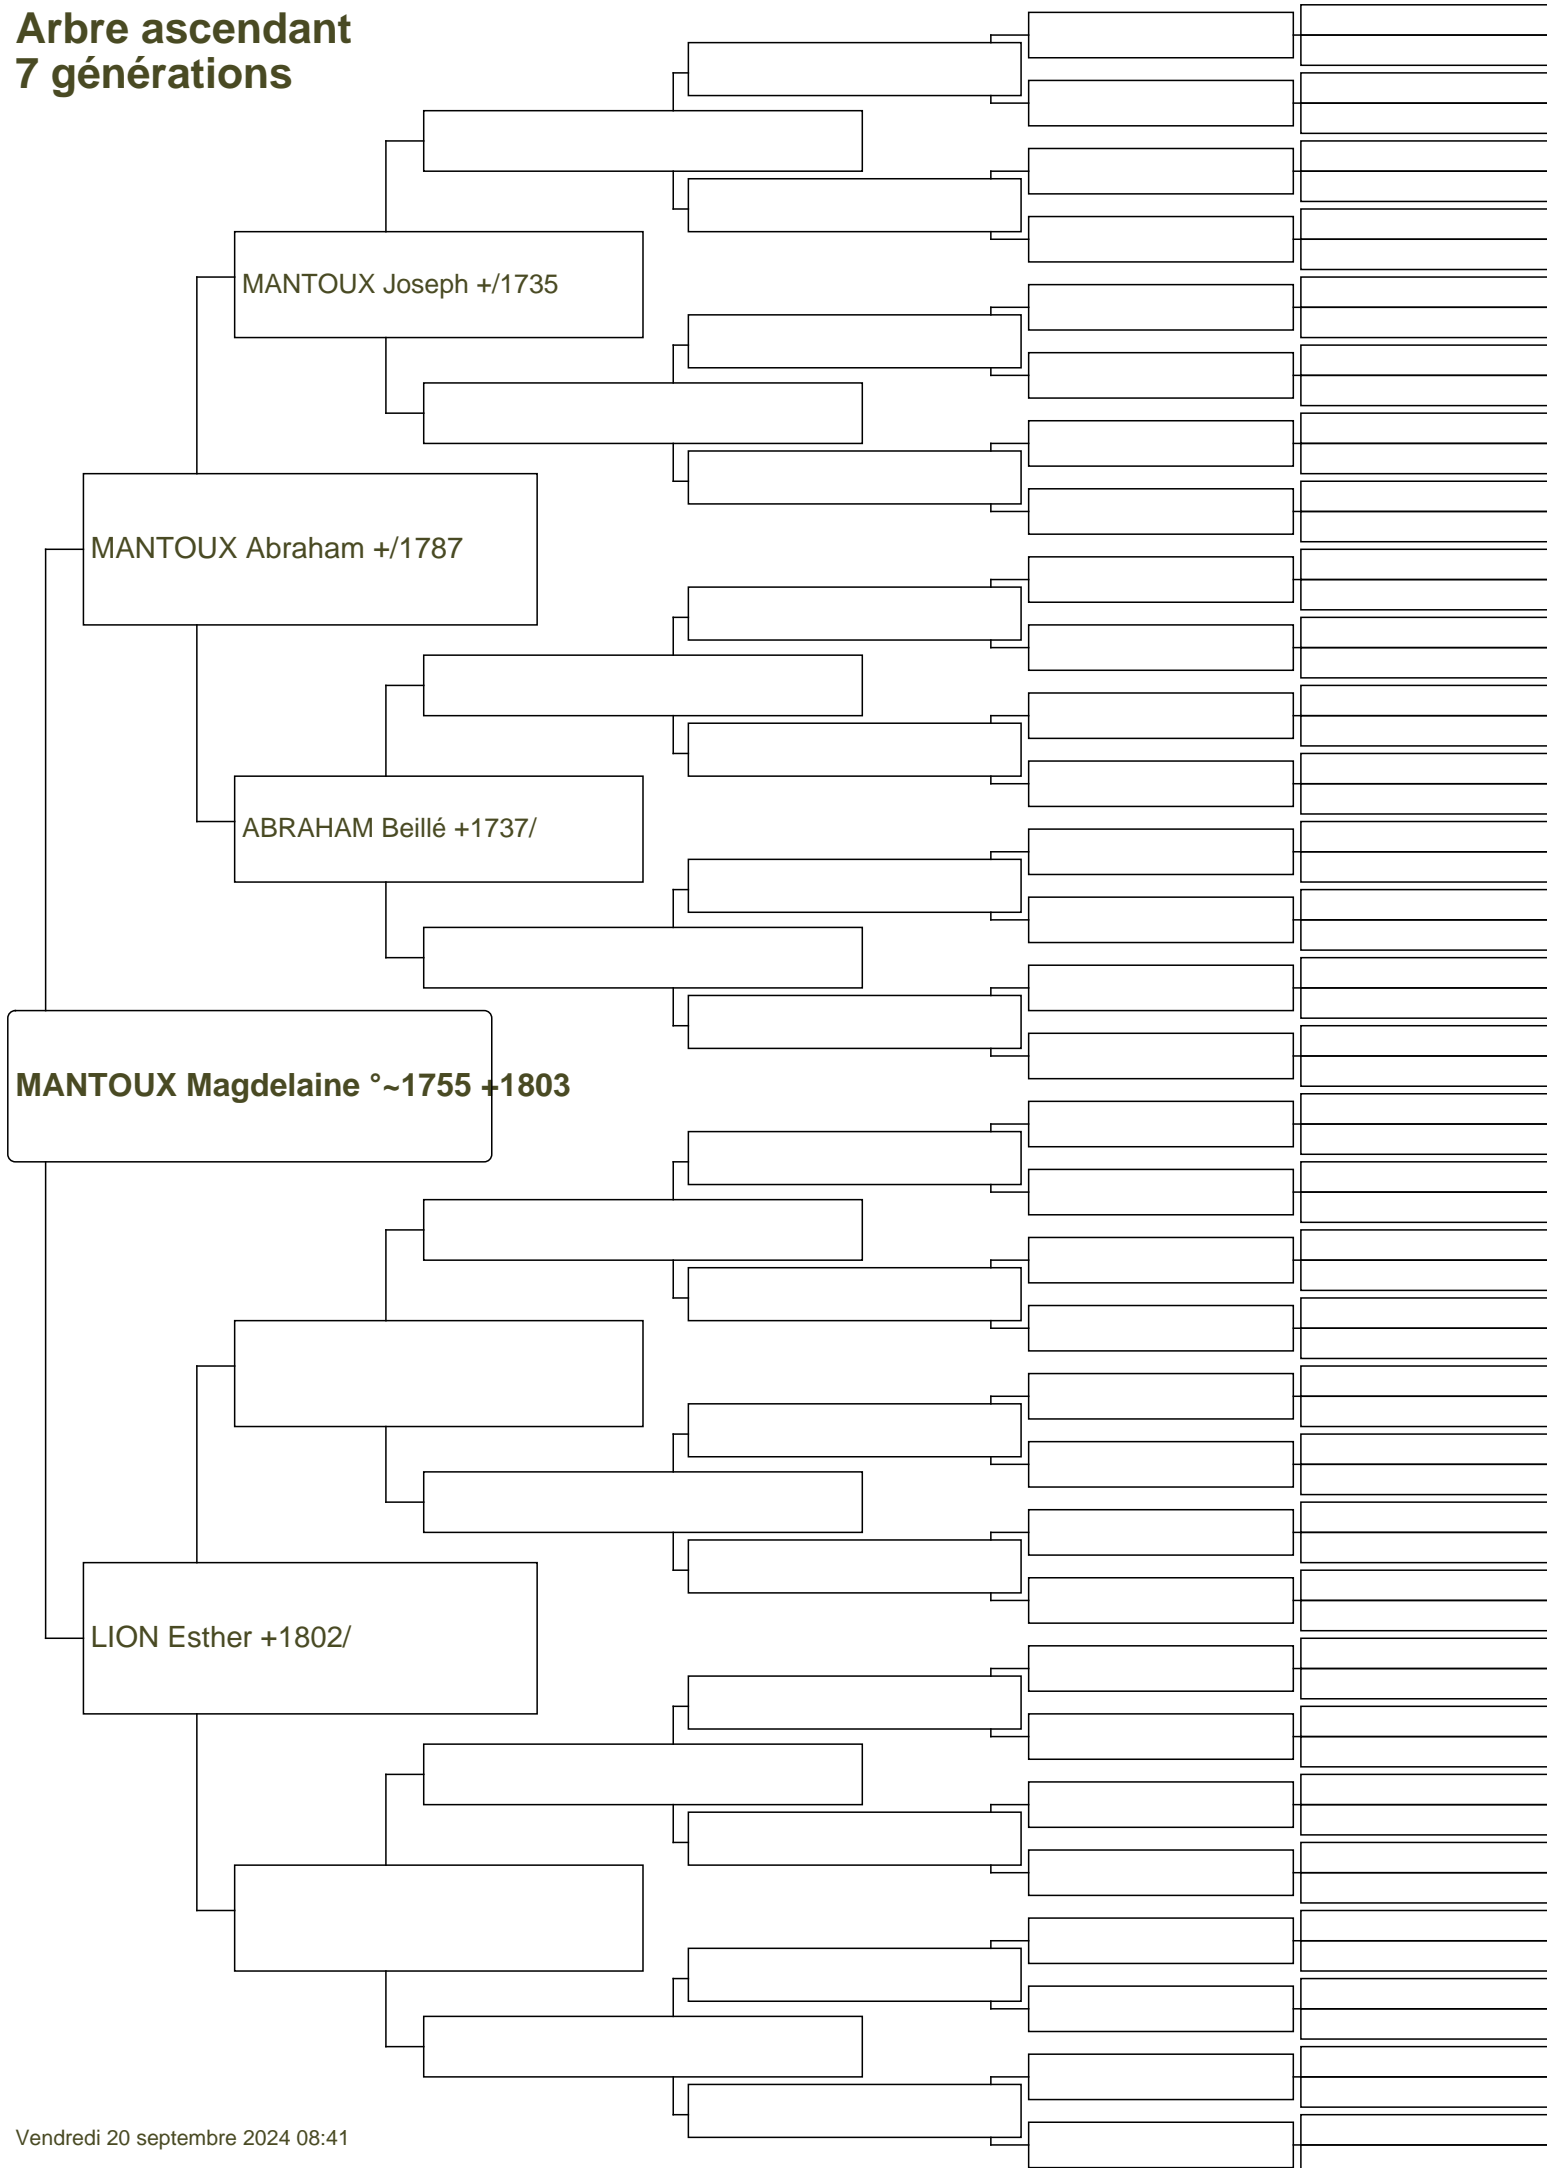 Arbre ascendant
7 générations
MANTOUX Joseph +/1735
MANTOUX Abraham +/1787
ABRAHAM Beillé +1737/
MANTOUX Magdelaine °~1755 +1803
LION Esther +1802/
Vendredi 20 septembre 2024 08:41